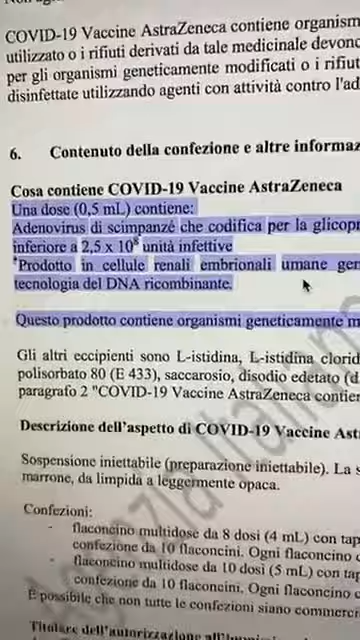 COVID-19 Vaccine AstraZeneca contiene organism
utilizzato o i rifiuti derivati da tale medicinale devono
per gli organismi geneticamente modificati o i rifiut
disinfettate utilizzando agenti con attività contro l'ad
6. Contenuto della confezione e altre informaz
Cosa contiene COVID-19 Vaccine AstraZeneca
Una dose (0,5 mL) contiene:
Adenovirus di scimpanzé che codifica per la glicopr
inferiore a 2,5 x 10⁸ unità infettive
*Prodotto in cellule renali embrionali umane gen
tecnologia del DNA ricombinante.
Questo prodotto contiene organismi geneticamente m
Gli altri eccipienti sono L-istidina, L-istidina clorid
polisorbato 80 (E 433), saccarosio, disodio edetato (d
paragrafo 2 "COVID-19 Vaccine AstraZeneca contien
Descrizione dell'aspetto di COVID-19 Vaccine Ast
Sospensione iniettabile (preparazione iniettabile). La s
marrone, da limpida a leggermente opaca.
Confezioni:
- flaconcino multidose da 8 dosi (4 mL) con tap
confezione da 10 flaconcini. Ogni flaconcino c
- flaconcino multidose da 10 dosi (5 mL) con tap
confezione da 10 flaconcini. Ogni flaconcino c
È possibile che non tutte le confezioni siano commerc
Titolare dell'autorizzazione all'